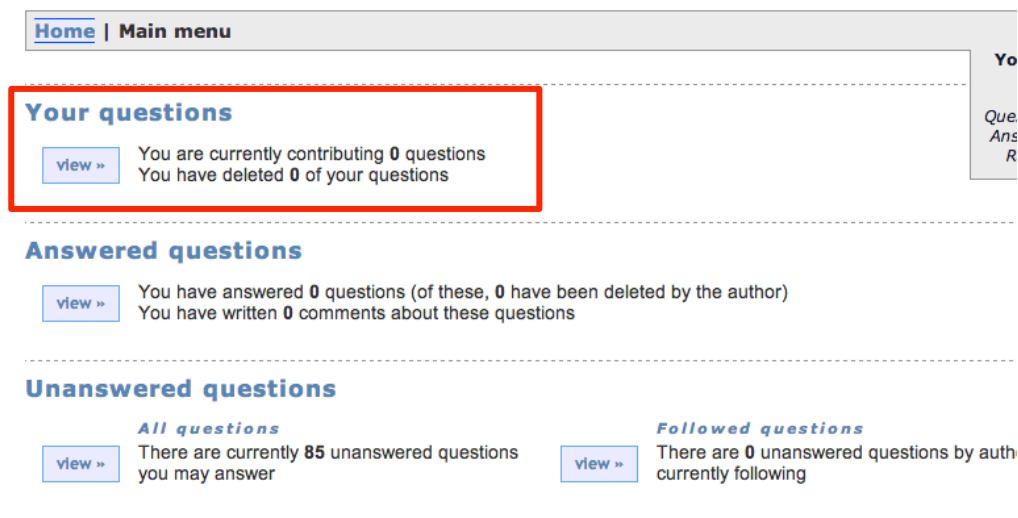 Home | Main menu
Your questions
view »
You are currently contributing 0 questions
You have deleted 0 of your questions
Answered questions
view »
You have answered 0 questions (of these, 0 have been deleted by the author)
You have written 0 comments about these questions
Unanswered questions
All questions
view »
There are currently 85 unanswered questions
you may answer
Followed questions
view »
There are 0 unanswered questions by
currently following